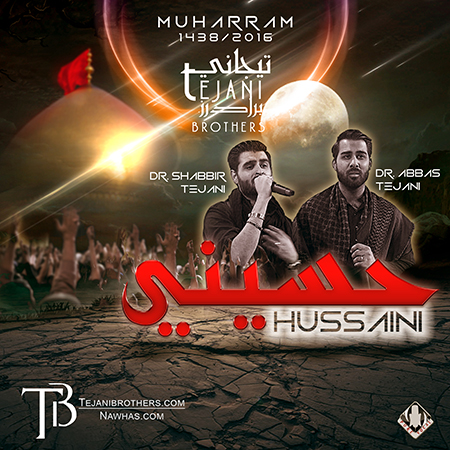 MUHARRAM
1438/2016
تيجاني
TEJANI
برادرز
BROTHERS
DR. SHABBIR
TEJANI
DR. ABBAS
TEJANI
حسيني
HUSSAINI
TB
TEJANIBROTHERS.COM
NAWHAS.COM